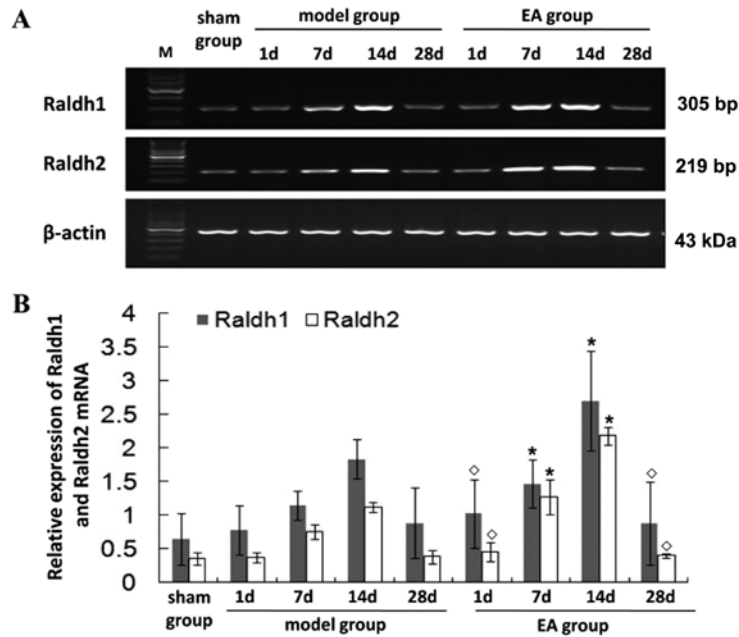 A
sham group
model group
EA group
M
1d 7d 14d 28d 1d 7d 14d 28d
Raldh1
305 bp
Raldh2
219 bp
β-actin
43 kDa
B
Relative expression of Raldh1
and Raldh2 mRNA
4
3.5
3
2.5
2
1.5
1
0.5
0
Raldh1 Raldh2
* * * *
sham group
1d 7d 14d 28d 1d 7d 14d 28d
model group
EA group